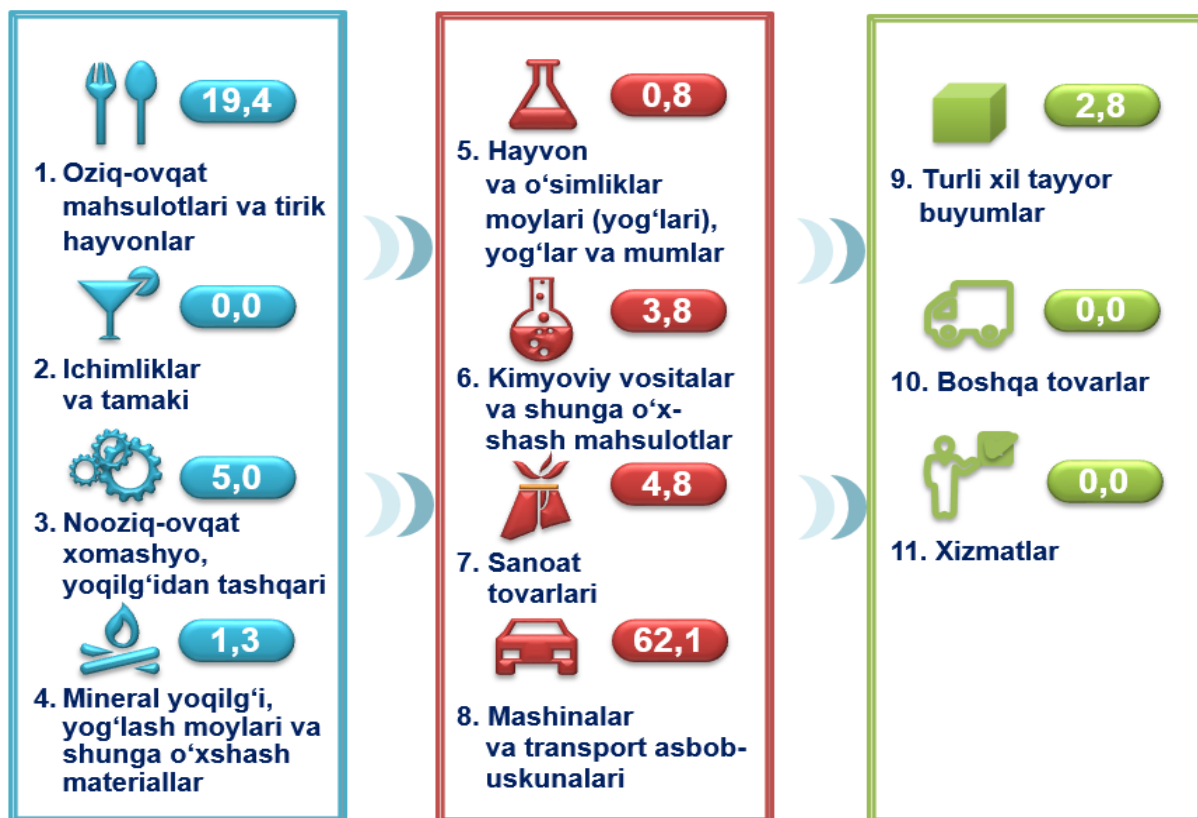 19,4
1. Oziq-ovqat
mahsulotlari va tirik
hayvonlar
0,0
2. Ichimliklar
va tamaki
5,0
3. Nooziq-ovqat
xomashyo,
yoqilg‘idan tashqari
1,3
4. Mineral yoqilg‘i,
yog‘lash moylari va
shunga o‘xshash
materiallar
0,8
5. Hayvon
va o‘simliklar
moylari (yog‘lari),
yog‘lar va mumlar
3,8
6. Kimyoviy vositalar
va shunga o‘x-
shash mahsulotlar
4,8
7. Sanoat
tovarlari
62,1
8. Mashinalar
va transport asbob-
uskunalari
2,8
9. Turli xil tayyor
buyumlar
0,0
10. Boshqa tovarlar
0,0
11. Xizmatlar